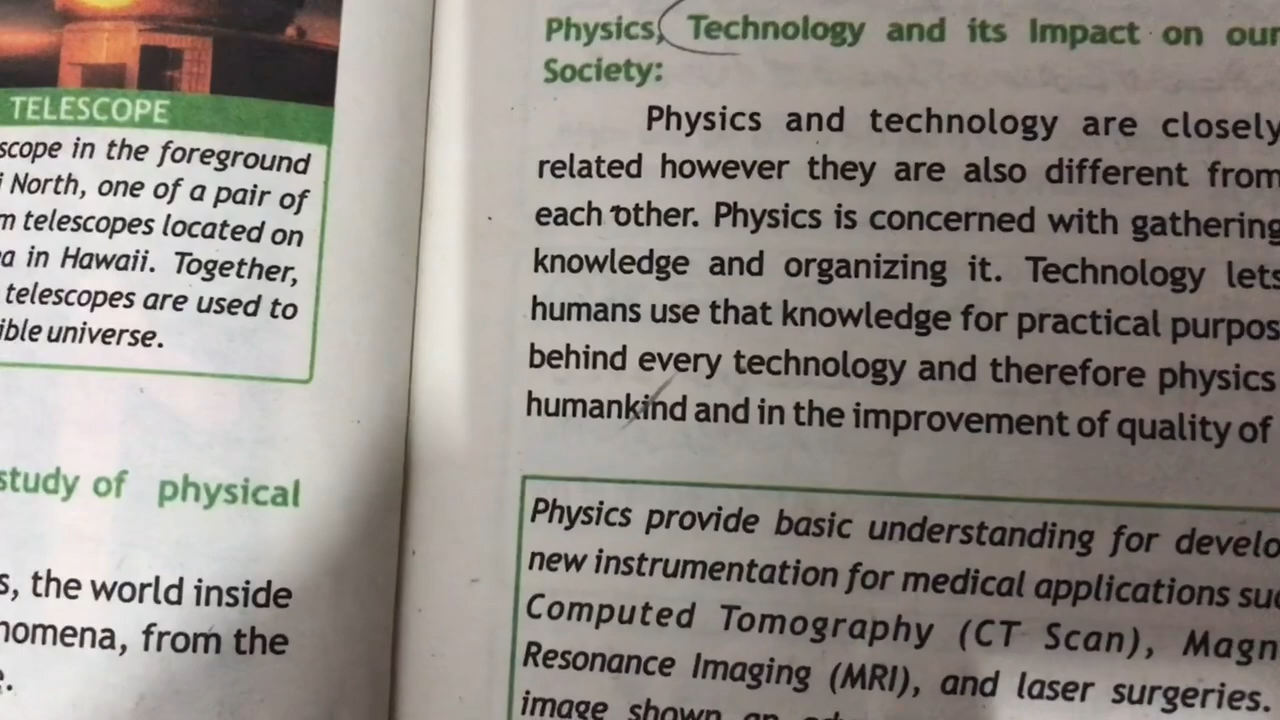 TELESCOPE
scope in the foreground
i North, one of a pair of
m telescopes located on
a in Hawaii. Together,
telescopes are used to
ible universe.
study of physical
s, the world inside
nomena, from the
e.
Physics, Technology and its Impact on our
Society:
Physics and technology are closely
related however they are also different from
each other. Physics is concerned with gathering
knowledge and organizing it. Technology lets
humans use that knowledge for practical purpos
behind every technology and therefore physics
humankind and in the improvement of quality of
Physics provide basic understanding for develo
new instrumentation for medical applications suc
Computed Tomography (CT Scan), Magn
Resonance Imaging (MRI), and laser surgeries.
image shown an